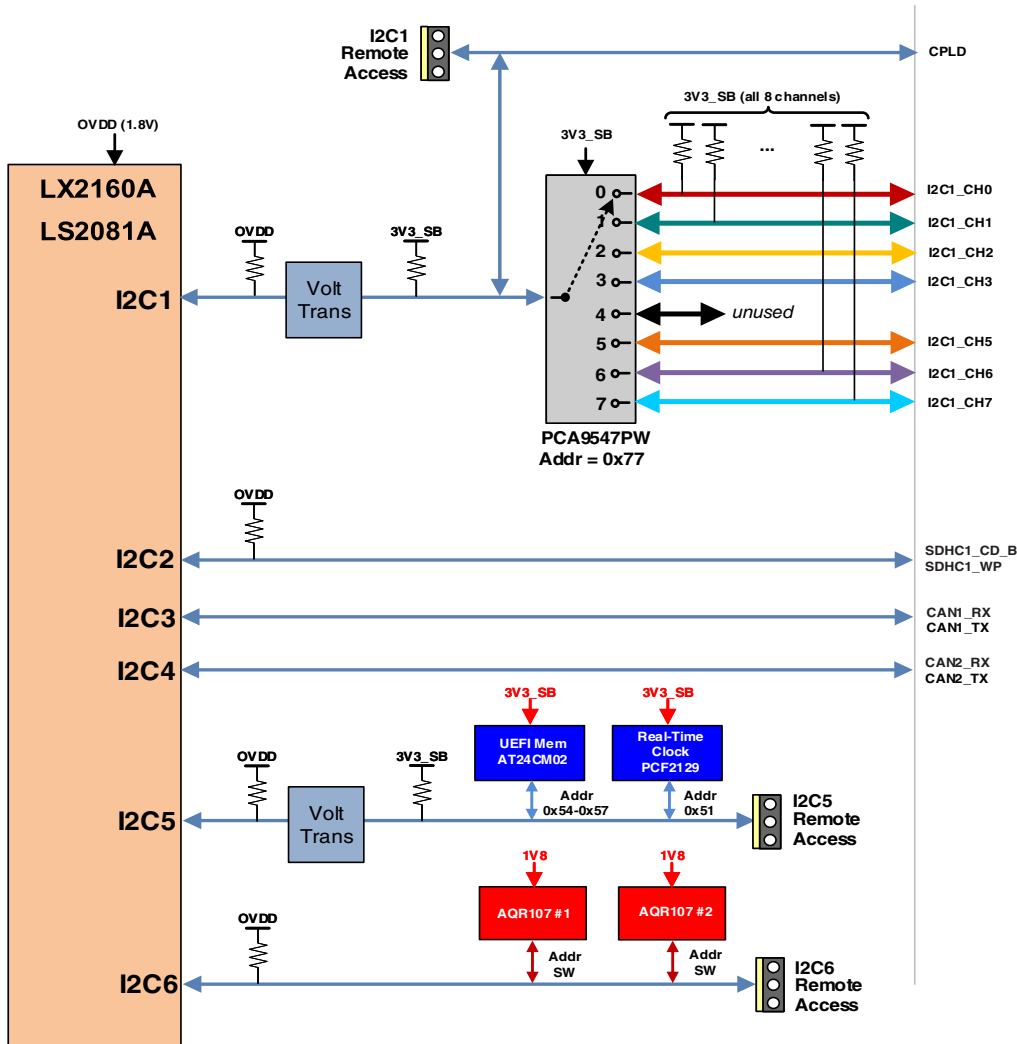 I2C1
Remote
Access
CPLD
3V3_SB (all 8 channels)
...
OVDD (1.8V)
LX2160A
LS2081A
3V3_SB
OVDD
3V3_SB
I2C1
Volt
Trans
0
1
2
3
4
5
6
7
unused
I2C1_CH0
I2C1_CH1
I2C1_CH2
I2C1_CH3
I2C1_CH5
I2C1_CH6
I2C1_CH7
PCA9547PW
Addr = 0x77
OVDD
I2C2
SDHC1_CD_B
SDHC1_WP
I2C3
CAN1_RX
CAN1_TX
I2C4
CAN2_RX
CAN2_TX
3V3_SB
3V3_SB
UEFI Mem
AT24CM02
Real-Time
Clock
PCF2129
OVDD
3V3_SB
Addr
0x54-0x57
Addr
0x51
I2C5
Volt
Trans
I2C5
Remote
Access
1V8
1V8
AQR107 #1
AQR107 #2
OVDD
Addr
SW
Addr
SW
I2C6
I2C6
Remote
Access